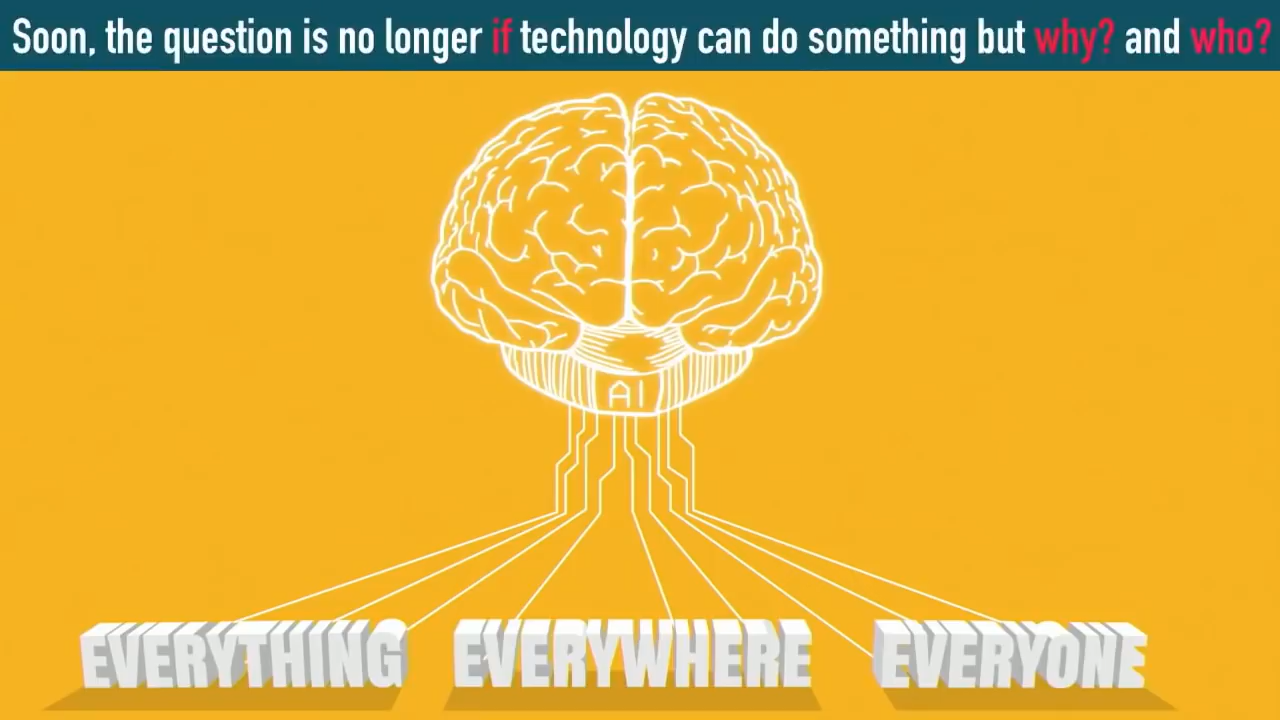 Soon, the question is no longer if technology can do something but why? and who?
AI
EVERYTHING EVERYWHERE EVERYONE